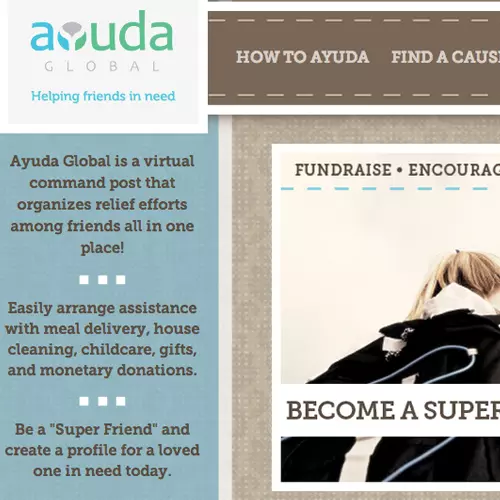 ayuda
GLOBAL
Helping friends in need
HOW TO AYUDA FIND A CAUSE
Ayuda Global is a virtual
command post that
organizes relief efforts
among friends all in one
place!
Easily arrange assistance
with meal delivery, house
cleaning, childcare, gifts,
and monetary donations.
Be a "Super Friend" and
create a profile for a loved
one in need today.
FUNDRAISE • ENCOURAG
BECOME A SUPER